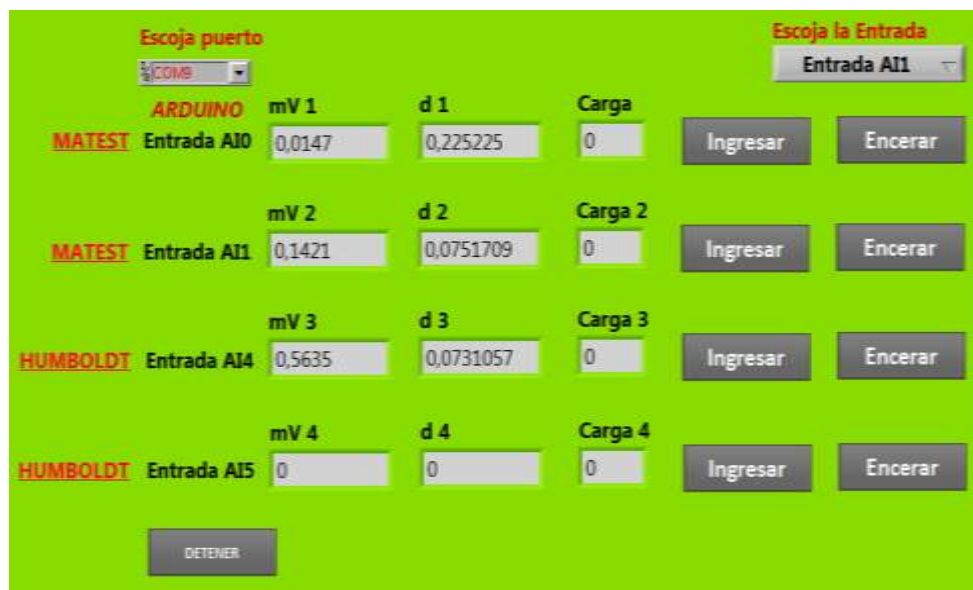 Escoja puerto Escoja la Entrada
COM9 Entrada AI1
ARDUINO mV 1 d 1 Carga
MATEST Entrada AI0 0,0147 0,225225 0 Ingresar Encerar
mV 2 d 2 Carga 2
MATEST Entrada AI1 0,1421 0,0751709 0 Ingresar Encerar
mV 3 d 3 Carga 3
HUMBOLDT Entrada AI4 0,5635 0,0731057 0 Ingresar Encerar
mV 4 d 4 Carga 4
HUMBOLDT Entrada AI5 0 0 0 Ingresar Encerar
DETENER